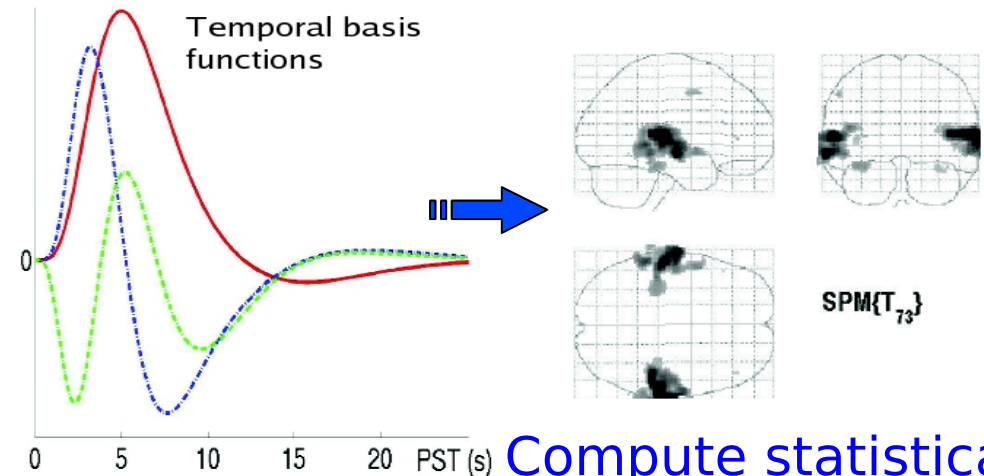 Temporal basis
functions
0
0 5 10 15 20 PST (s)
SPM{T73}
Compute statistica